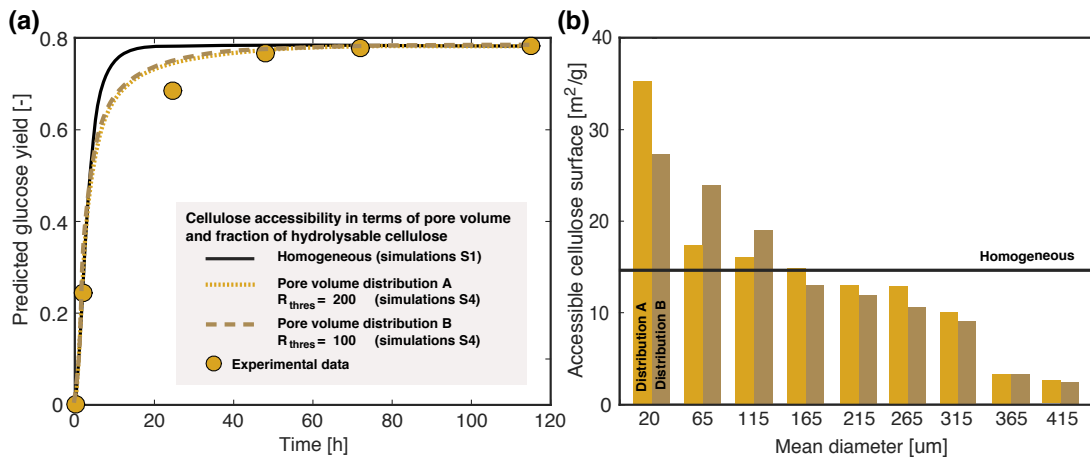 (a)
Predicted glucose yield [-]
0.8
0.6
0.4
0.2
0
0 20 40 60 80 100 120
Time [h]
Cellulose accessibility in terms of pore volume
and fraction of hydrolysable cellulose
Homogeneous (simulations S1)
Pore volume distribution A
R thres = 200 (simulations S4)
Pore volume distribution B
R thres = 100 (simulations S4)
Experimental data
(b)
Accessible cellulose surface [m²/g]
40
30
20
10
0
Homogeneous
Distribution A
Distribution B
20 65 115 165 215 265 315 365 415
Mean diameter [um]